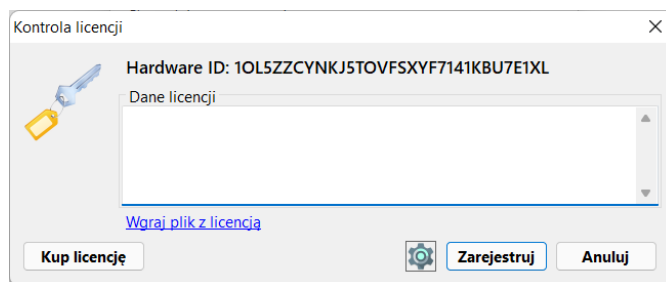 Kontrola licencji
Hardware ID: 1OL5ZZCYNKJ5TOVFSXYF7141KBU7E1XL
Dane licencji
Wgraj plik z licencją
Kup licencję
Zarejestruj
Anuluj